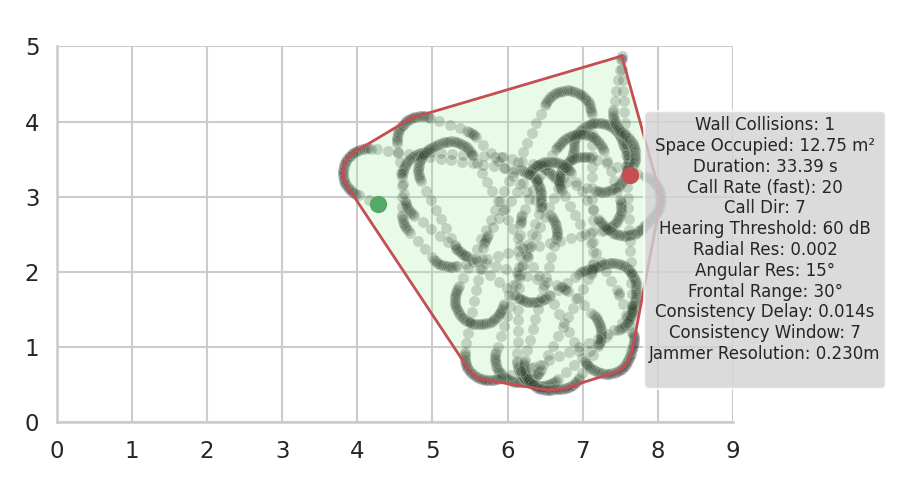 5
4
3
2
1
0
0 1 2 3 4 5 6 7 8 9
Wall Collisions: 1
Space Occupied: 12.75 m²
Duration: 33.39 s
Call Rate (fast): 20
Call Dir: 7
Hearing Threshold: 60 dB
Radial Res: 0.002
Angular Res: 15°
Frontal Range: 30°
Consistency Delay: 0.014s
Consistency Window: 7
Jammer Resolution: 0.230m